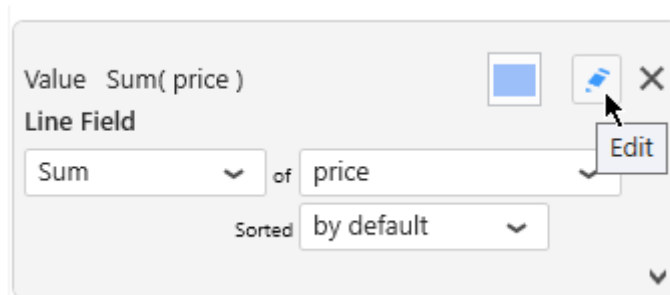 Value Sum( price )
Line Field
Edit
Sum of price
Sorted by default